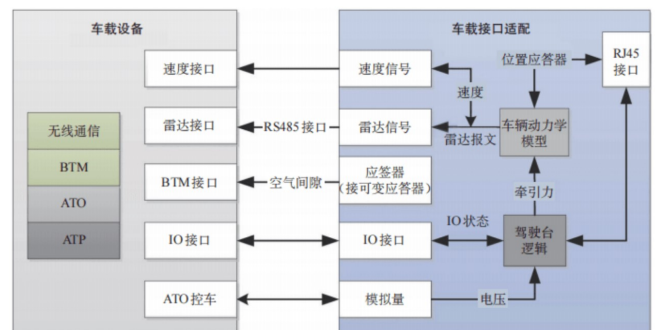 车载设备
车载接口适配
速度接口
速度信号
位置应答器
RJ45
接口
速度
无线通信
雷达接口
RS485 接口
雷达信号
雷达报文
车辆动力学
模型
BTM
BTM 接口
空气间隙
应签器
(接可变应答器)
牵引力
ATO
IO 状态
ATP
IO 接口
IO 接口
驾驶台
逻辑
ATO 控车
模拟量
电压